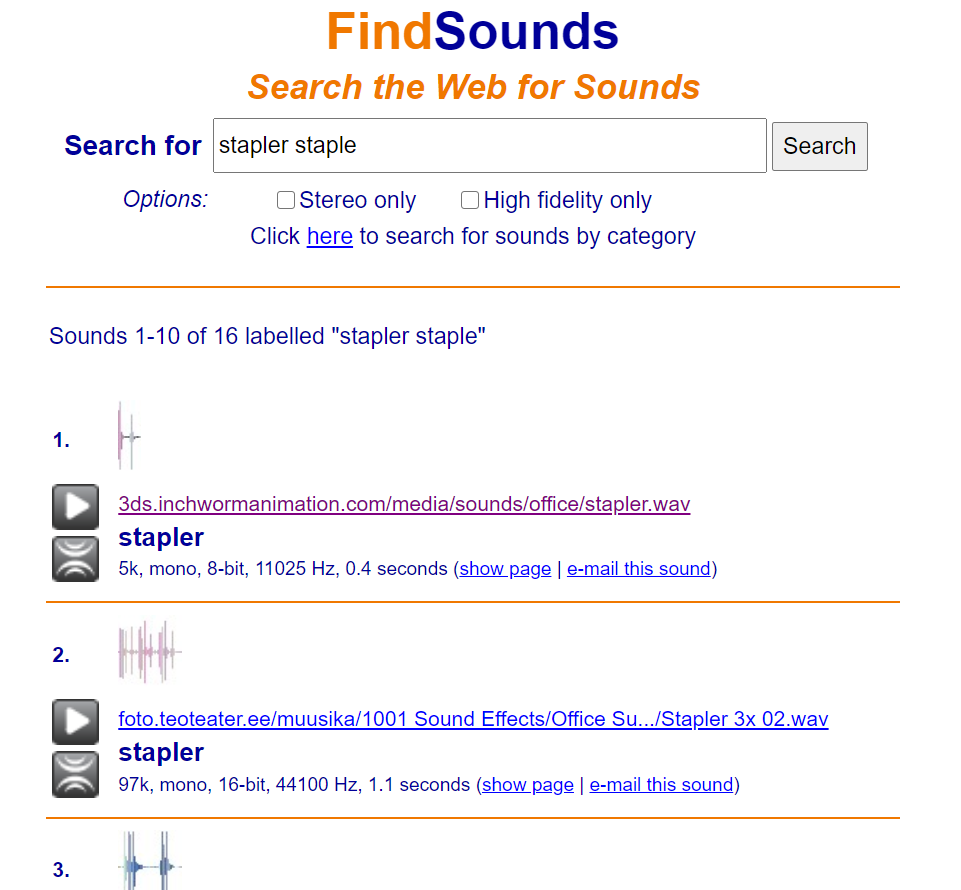 FindSounds
Search the Web for Sounds
Search for stapler staple Search
Options: Stereo only High fidelity only
Click here to search for sounds by category
Sounds 1-10 of 16 labelled "stapler staple"
1.
3ds.inchwormanimation.com/media/sounds/office/stapler.wav
stapler
5k, mono, 8-bit, 11025 Hz, 0.4 seconds (show page | e-mail this sound)
2.
foto.teoteater.ee/muusika/1001 Sound Effects/Office Su.../Stapler 3x 02.wav
stapler
97k, mono, 16-bit, 44100 Hz, 1.1 seconds (show page | e-mail this sound)
3.